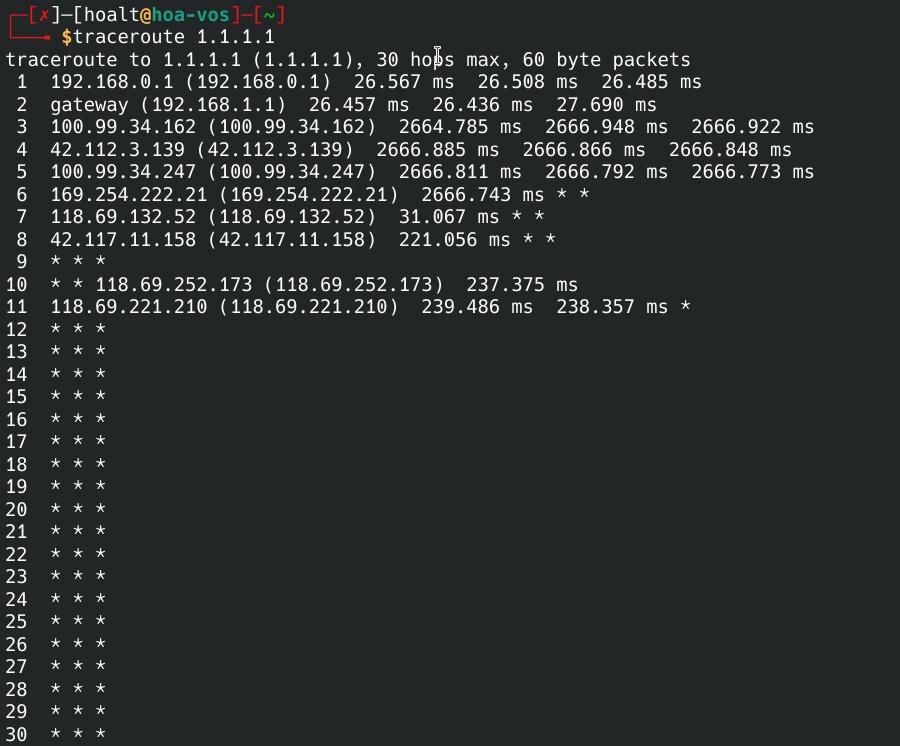 ┌─[✗]─[hoalt@hoa-vos]─[~]
└──╼ $traceroute 1.1.1.1
traceroute to 1.1.1.1 (1.1.1.1), 30 hops max, 60 byte packets
 1  192.168.0.1 (192.168.0.1)  26.567 ms  26.508 ms  26.485 ms
 2  gateway (192.168.1.1)  26.457 ms  26.436 ms  27.690 ms
 3  100.99.34.162 (100.99.34.162)  2664.785 ms  2666.948 ms  2666.922 ms
 4  42.112.3.139 (42.112.3.139)  2666.885 ms  2666.866 ms  2666.848 ms
 5  100.99.34.247 (100.99.34.247)  2666.811 ms  2666.792 ms  2666.773 ms
 6  169.254.222.21 (169.254.222.21)  2666.743 ms * *
 7  118.69.132.52 (118.69.132.52)  31.067 ms * *
 8  42.117.11.158 (42.117.11.158)  221.056 ms * *
 9  * * *
10  * * 118.69.252.173 (118.69.252.173)  237.375 ms
11  118.69.221.210 (118.69.221.210)  239.486 ms  238.357 ms *
12  * * *
13  * * *
14  * * *
15  * * *
16  * * *
17  * * *
18  * * *
19  * * *
20  * * *
21  * * *
22  * * *
23  * * *
24  * * *
25  * * *
26  * * *
27  * * *
28  * * *
29  * * *
30  * * *